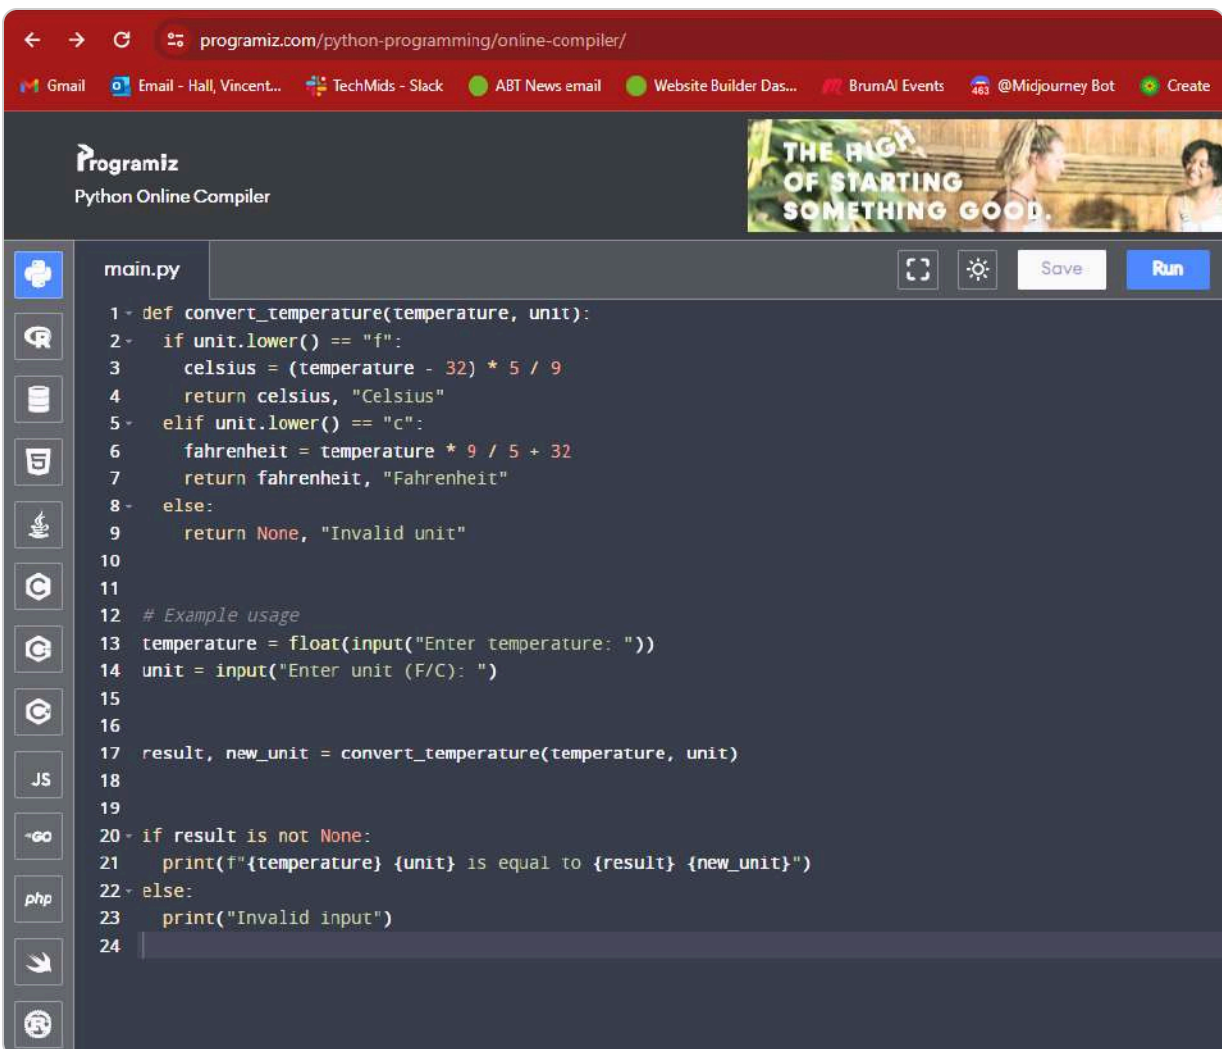 programiz.com/python-programming/online-compiler/
Gmail Email - Hall, Vincent... TechMids - Slack ABT News email Website Builder Das... BrumAI Events 463 @Midjourney Bot Create
Programiz
Python Online Compiler
THE HIGH
OF STARTING
SOMETHING GOOD.
main.py Save Run
1 def convert_temperature(temperature, unit):
2 if unit.lower() == "f":
3 celsius = (temperature - 32) * 5 / 9
4 return celsius, "Celsius"
5 elif unit.lower() == "c":
6 fahrenheit = temperature * 9 / 5 + 32
7 return fahrenheit, "Fahrenheit"
8 else:
9 return None, "Invalid unit"
10
11
12 # Example usage
13 temperature = float(input("Enter temperature: "))
14 unit = input("Enter unit (F/C): ")
15
16
17 result, new_unit = convert_temperature(temperature, unit)
18
19
20 if result is not None:
21 print(f"{temperature} {unit} is equal to {result} {new_unit}")
22 else:
23 print("Invalid input")
24
R
5
C
C
C
JS
GO
php
R